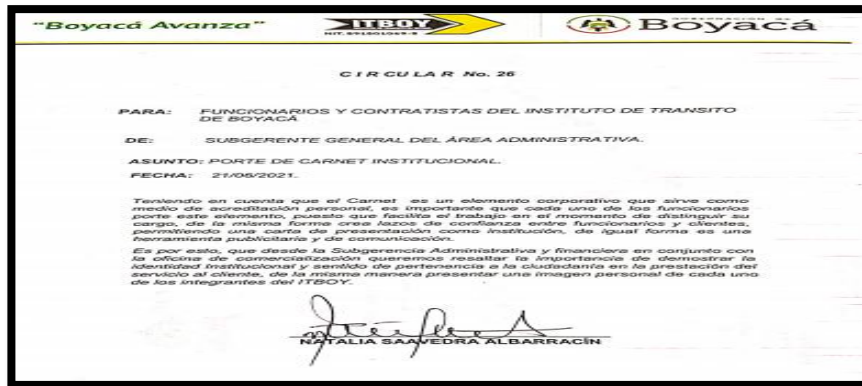 "Boyacá Avanza"
ITBOY
NIT. 891801069-8
GOBERNACIÓN DE
Boyacá
CIRCULAR No. 26
PARA: FUNCIONARIOS Y CONTRATISTAS DEL INSTITUTO DE TRANSITO
DE BOYACÁ
DE: SUBGERENTE GENERAL DEL ÁREA ADMINISTRATIVA.
ASUNTO: PORTE DE CARNET INSTITUCIONAL.
FECHA: 21/06/2021.
Teniendo en cuenta que el Carnet es un elemento corporativo que sirve como
medio de acreditación personal, es importante que cada uno de los funcionarios
porte este elemento, puesto que facilita el trabajo en el momento de distinguir su
cargo, de la misma forma crea lazos de confianza entre funcionarios y clientes,
permitiendo una carta de presentación como institución, de igual forma es una
herramienta publicitaria y de comunicación.
Es por esto, que desde la Subgerencia Administrativa y financiera en conjunto con
la oficina de comercialización queremos resaltar la importancia de demostrar la
identidad Institucional y sentido de pertenencia a la ciudadanía en la prestación del
servicio al cliente, de la misma manera presentar una imagen personal de cada uno
de los integrantes del ITBOY.
NATALIA SAAVEDRA ALBARRACÍN